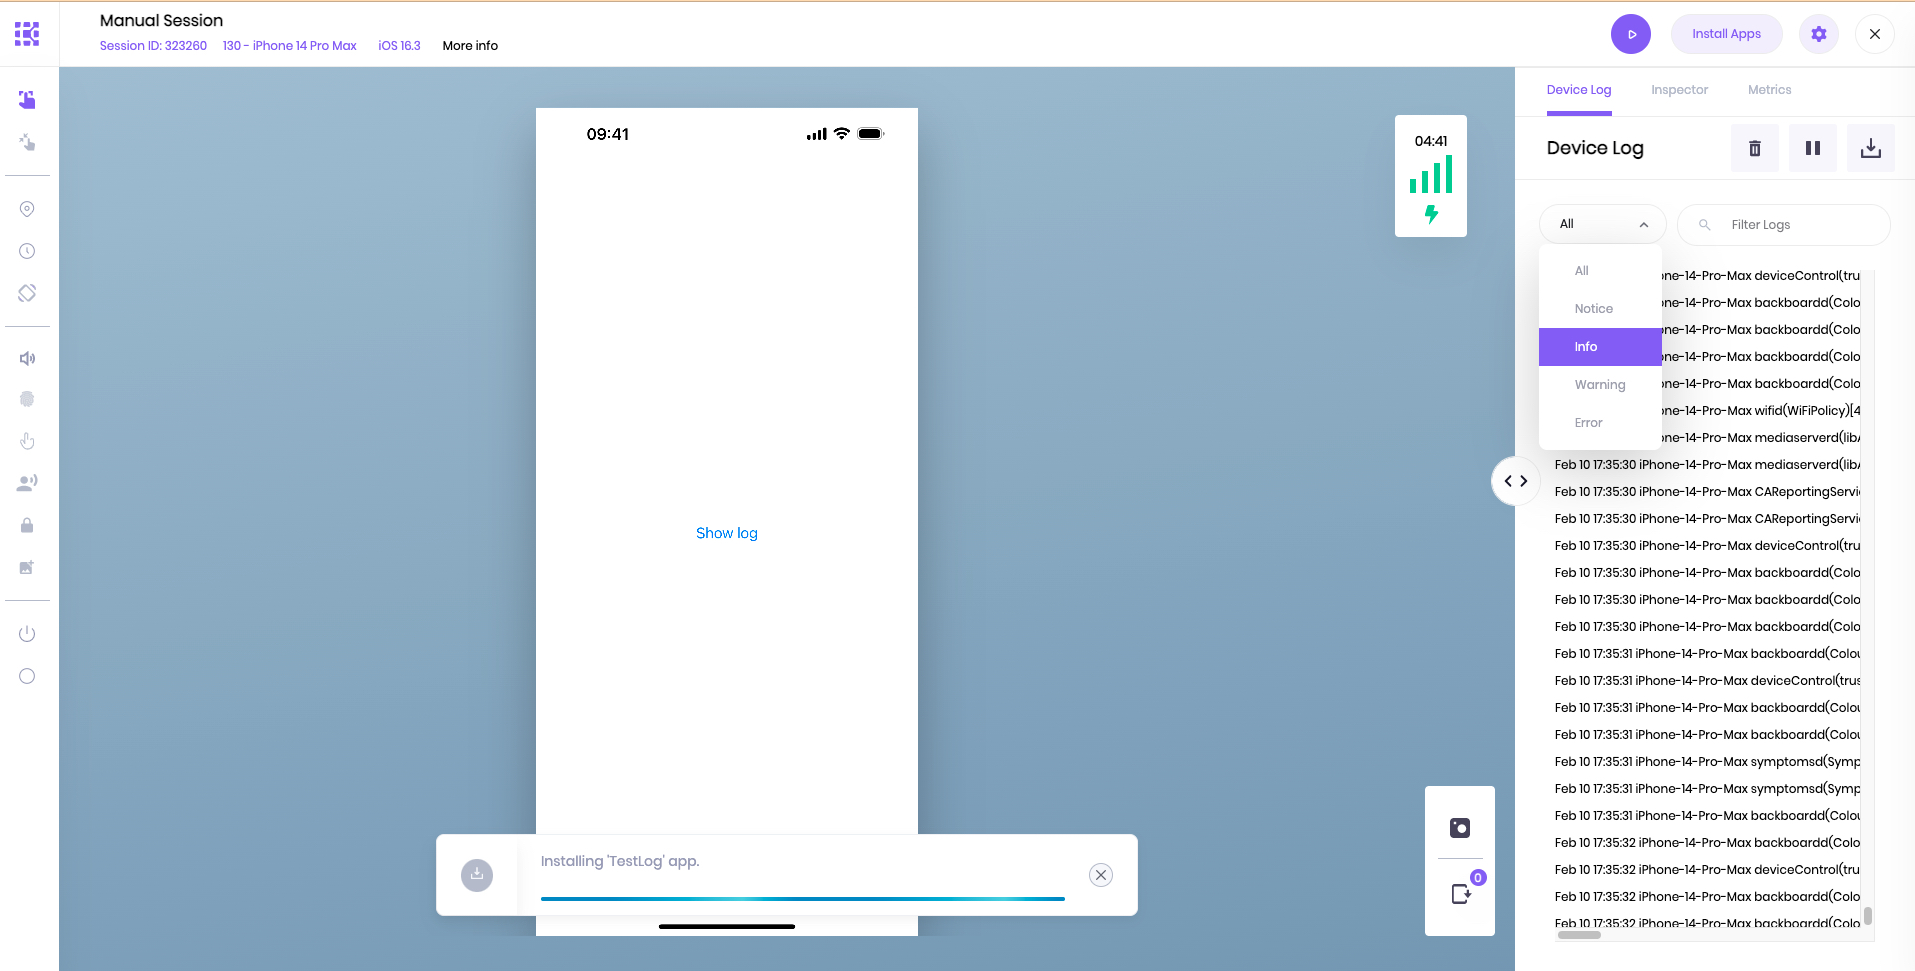 Manual Session
Session ID: 323260 130 - iPhone 14 Pro Max iOS 16.3 More info
Install Apps
Device Log Inspector Metrics
Device Log
09:41
04:41
All
Filter Logs
All
Notice
Info
Warning
Error
one-14-Pro-Max deviceControl(tru
one-14-Pro-Max backboardd(Colo
one-14-Pro-Max backboardd(Colo
one-14-Pro-Max backboardd(Colo
one-14-Pro-Max backboardd(Colo
one-14-Pro-Max wifid(WiFiPolicy)[4
one-14-Pro-Max mediaserverd(lib
Feb 10 17:35:30 iPhone-14-Pro-Max mediaserverd(lib
Feb 10 17:35:30 iPhone-14-Pro-Max CAReportingServi
Feb 10 17:35:30 iPhone-14-Pro-Max CAReportingServi
Feb 10 17:35:30 iPhone-14-Pro-Max deviceControl(tru
Feb 10 17:35:30 iPhone-14-Pro-Max backboardd(Colo
Feb 10 17:35:30 iPhone-14-Pro-Max backboardd(Colo
Feb 10 17:35:30 iPhone-14-Pro-Max backboardd(Colo
Feb 10 17:35:31 iPhone-14-Pro-Max backboardd(Colou
Feb 10 17:35:31 iPhone-14-Pro-Max deviceControl(trus
Feb 10 17:35:31 iPhone-14-Pro-Max backboardd(Colou
Feb 10 17:35:31 iPhone-14-Pro-Max backboardd(Colou
Feb 10 17:35:31 iPhone-14-Pro-Max symptomsd(Symp
Feb 10 17:35:31 iPhone-14-Pro-Max symptomsd(Symp
Feb 10 17:35:31 iPhone-14-Pro-Max backboardd(Colou
Feb 10 17:35:32 iPhone-14-Pro-Max backboardd(Colo
Feb 10 17:35:32 iPhone-14-Pro-Max deviceControl(tru
Feb 10 17:35:32 iPhone-14-Pro-Max backboardd(Colo
Feb 10 17:35:32 iPhone-14-Pro-Max backboardd(Colo
Show log
Installing 'TestLog' app.
0